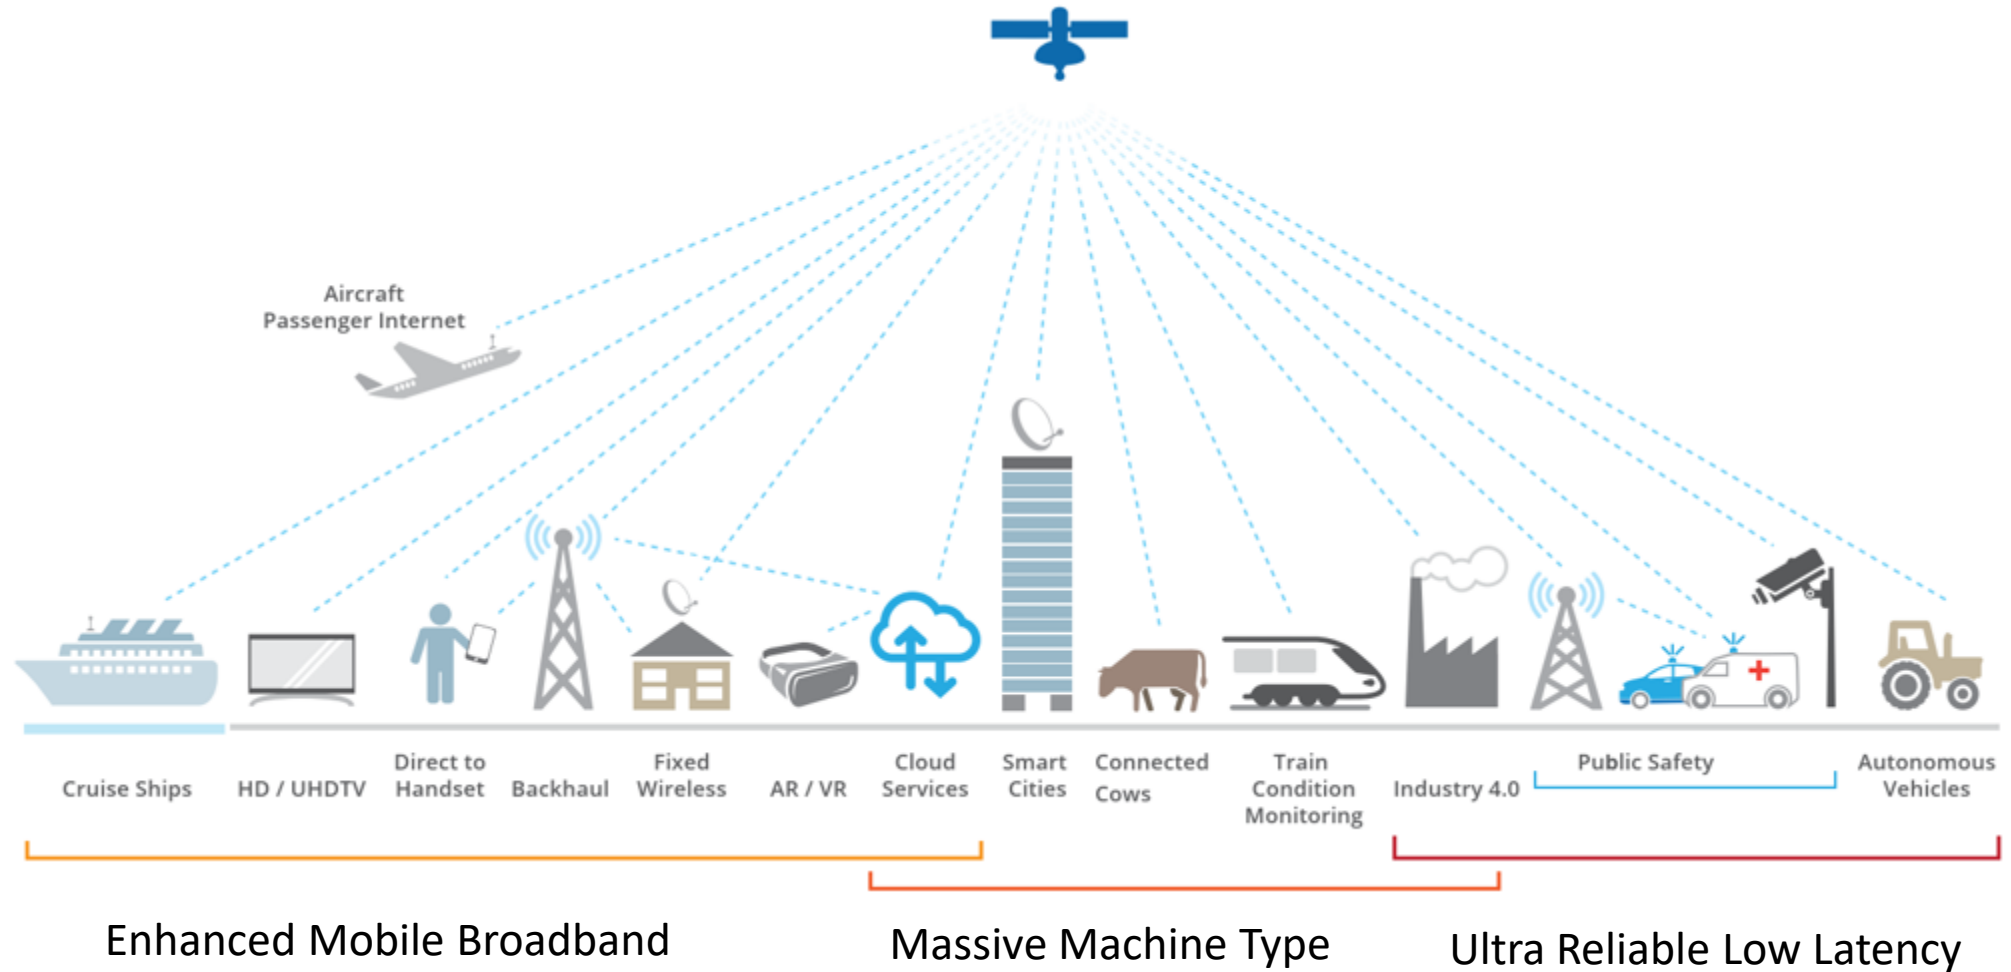 Aircraft
Passenger Internet
Cruise Ships
HD / UHDTV
Direct to
Handset
Backhaul
Fixed
Wireless
AR / VR
Cloud
Services
Smart
Cities
Connected
Cows
Train
Condition
Monitoring
Industry 4.0
Public Safety
Autonomous
Vehicles
Enhanced Mobile Broadband
Massive Machine Type
Ultra Reliable Low Latency